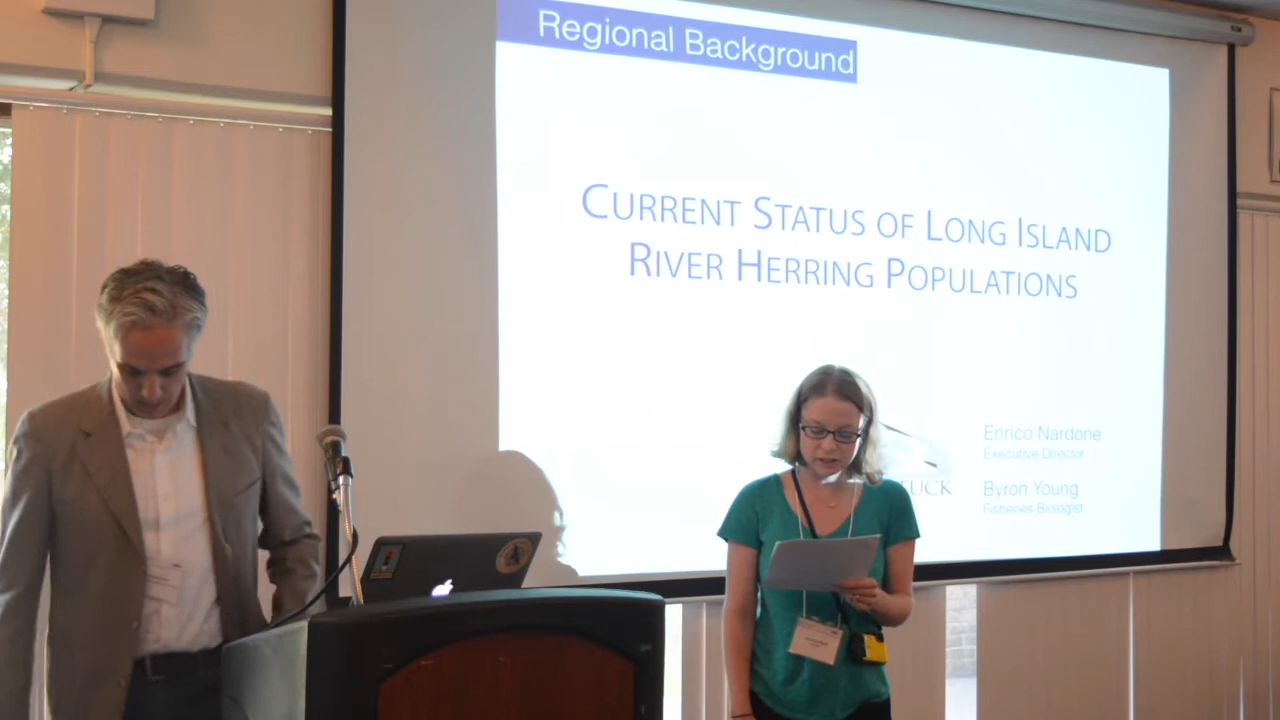 Regional Background
CURRENT STATUS OF LONG ISLAND
RIVER HERRING POPULATIONS
Enrico Nardone
Executive Director
Byron Young
Fisheries Biologist